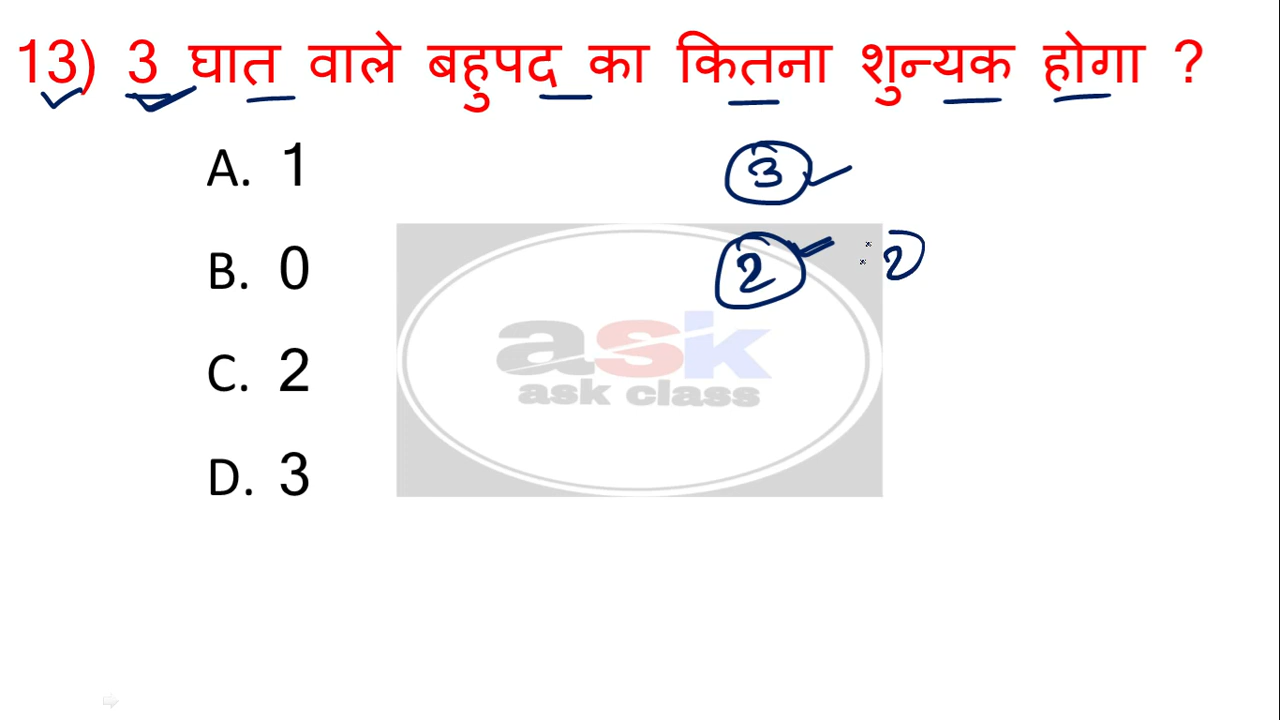 13) 3 घात वाले बहुपद का कितना शुन्यक होगा ?
A. 1
3
B. 0
2 2
C. 2
D. 3
ask
ask class